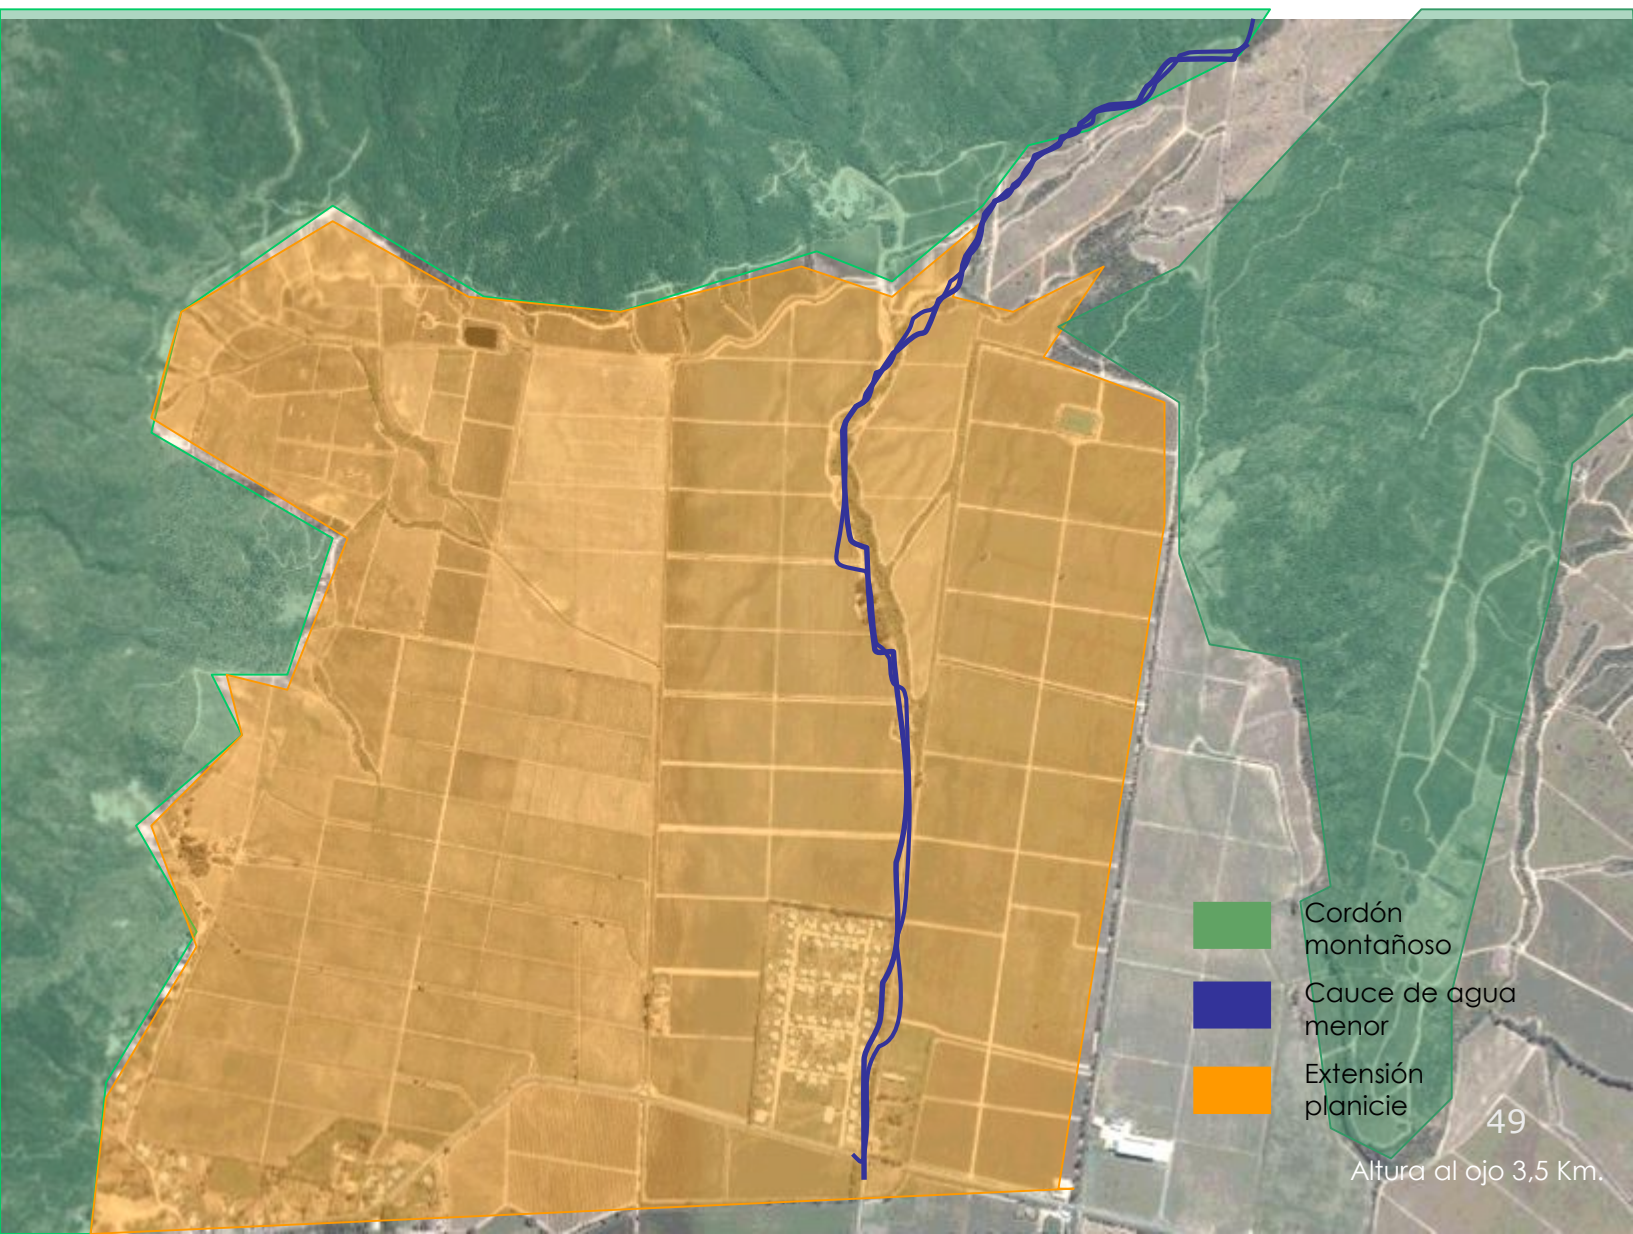 Cordón
montañoso
Cauce de agua
menor
Extensión
planicie
49
Altura al ojo 3,5 Km.